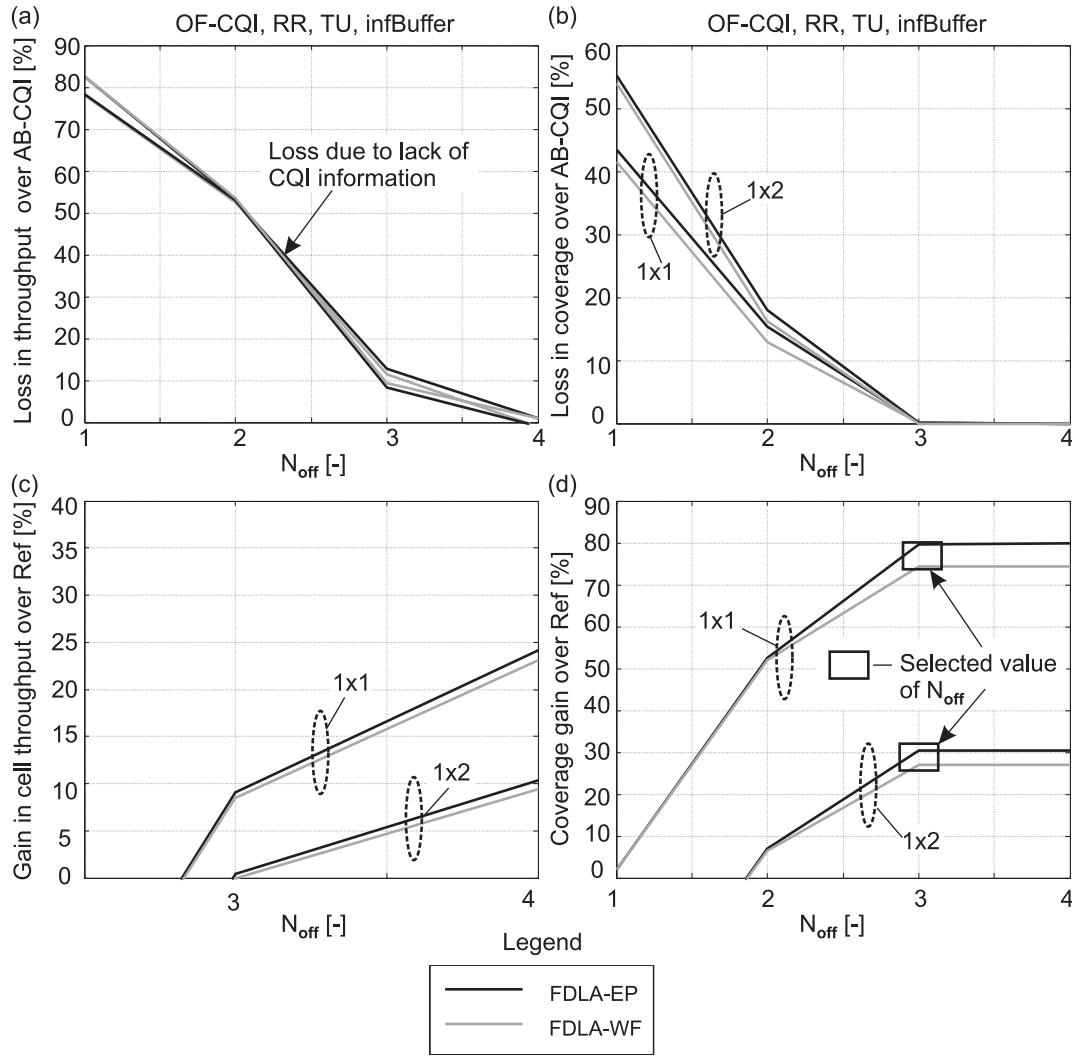 (a)
OF-CQI, RR, TU, infBuffer
Loss in throughput over AB-CQI [%]
90
80
70
60
50
40
30
20
10
0
Loss due to lack of
CQI information
1
2
3
4
N_off [-]
(b)
OF-CQI, RR, TU, infBuffer
Loss in coverage over AB-CQI [%]
60
50
40
30
20
10
0
1x2
1x1
1
2
3
4
N_off [-]
(c)
Gain in cell throughput over Ref [%]
40
35
30
25
20
15
10
5
0
1x1
1x2
3
4
N_off [-]
(d)
Coverage gain over Ref [%]
90
80
70
60
50
40
30
20
10
0
1x1
Selected value
of N_off
1x2
1
2
3
4
N_off [-]
Legend
FDLA-EP
FDLA-WF